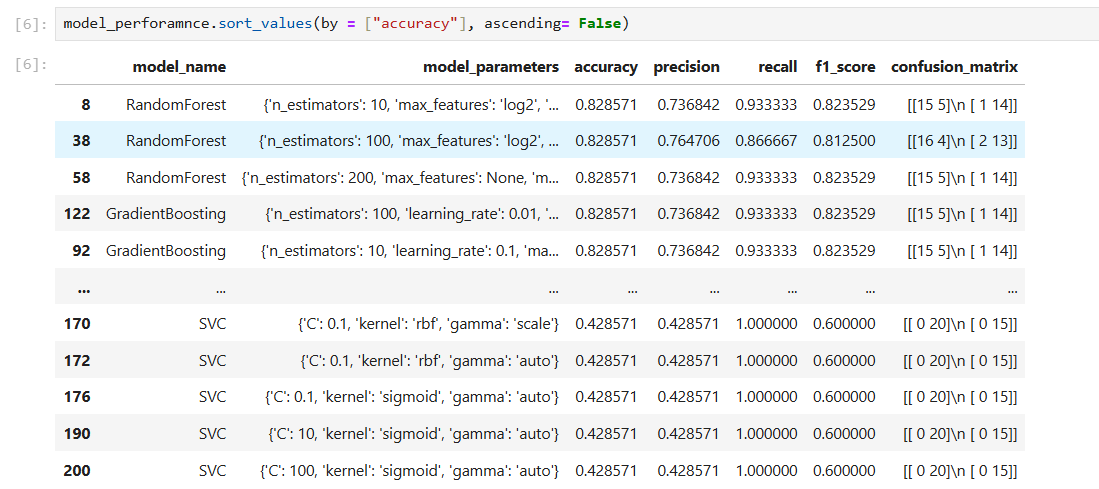 [6]: model_perforamnce.sort_values(by = ["accuracy"], ascending= False)
[6]:
model_name model_parameters accuracy precision recall f1_score confusion_matrix
8 RandomForest {'n_estimators': 10, 'max_features': 'log2', '... 0.828571 0.736842 0.933333 0.823529 [[15 5]\n [ 1 14]]
38 RandomForest {'n_estimators': 100, 'max_features': 'log2', ... 0.828571 0.764706 0.866667 0.812500 [[16 4]\n [ 2 13]]
58 RandomForest {'n_estimators': 200, 'max_features': None, 'm... 0.828571 0.736842 0.933333 0.823529 [[15 5]\n [ 1 14]]
122 GradientBoosting {'n_estimators': 100, 'learning_rate': 0.01, '... 0.828571 0.736842 0.933333 0.823529 [[15 5]\n [ 1 14]]
92 GradientBoosting {'n_estimators': 10, 'learning_rate': 0.1, 'ma... 0.828571 0.736842 0.933333 0.823529 [[15 5]\n [ 1 14]]
... ... ... ... ... ... ... ...
170 SVC {'C': 0.1, 'kernel': 'rbf', 'gamma': 'scale'} 0.428571 0.428571 1.000000 0.600000 [[ 0 20]\n [ 0 15]]
172 SVC {'C': 0.1, 'kernel': 'rbf', 'gamma': 'auto'} 0.428571 0.428571 1.000000 0.600000 [[ 0 20]\n [ 0 15]]
176 SVC {'C': 0.1, 'kernel': 'sigmoid', 'gamma': 'auto'} 0.428571 0.428571 1.000000 0.600000 [[ 0 20]\n [ 0 15]]
190 SVC {'C': 10, 'kernel': 'sigmoid', 'gamma': 'auto'} 0.428571 0.428571 1.000000 0.600000 [[ 0 20]\n [ 0 15]]
200 SVC {'C': 100, 'kernel': 'sigmoid', 'gamma': 'auto'} 0.428571 0.428571 1.000000 0.600000 [[ 0 20]\n [ 0 15]]